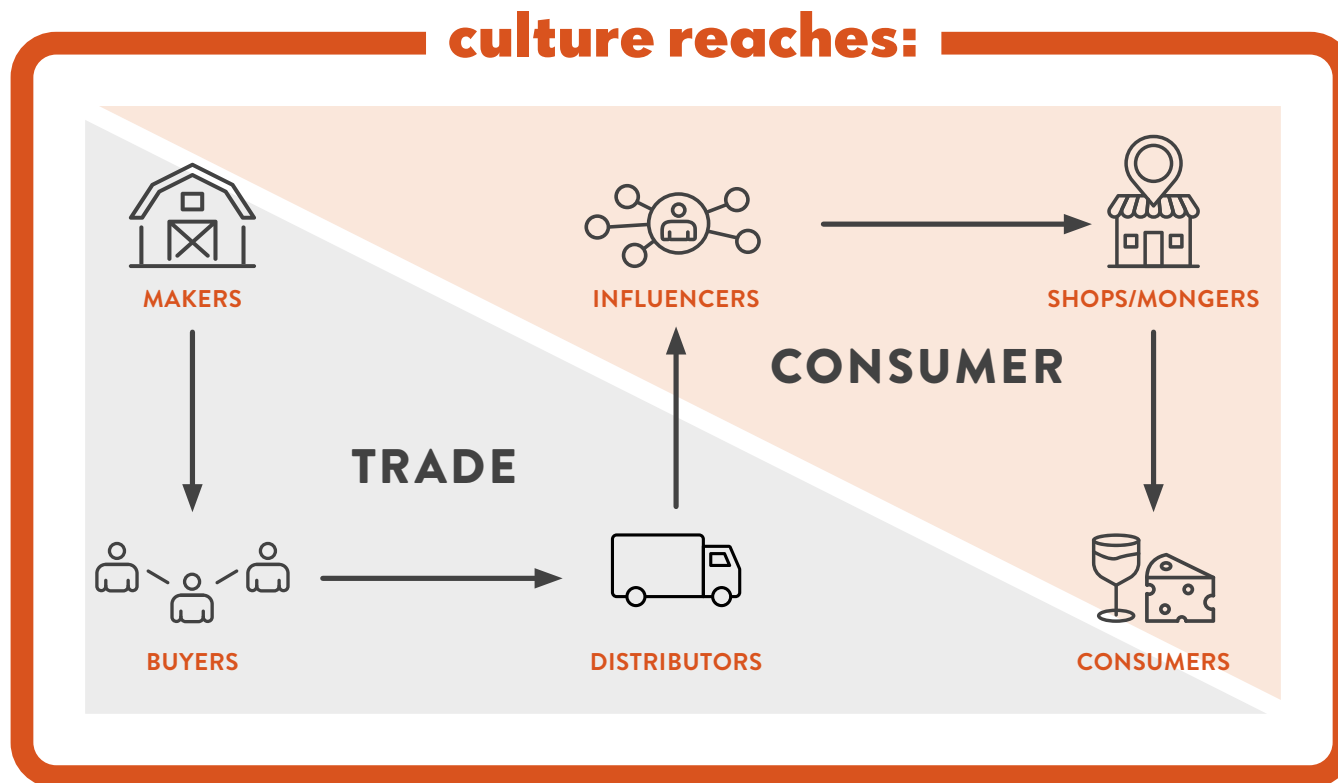 culture reaches:
MAKERS
INFLUENCERS
SHOPS/MONGERS
CONSUMER
TRADE
BUYERS
DISTRIBUTORS
CONSUMERS